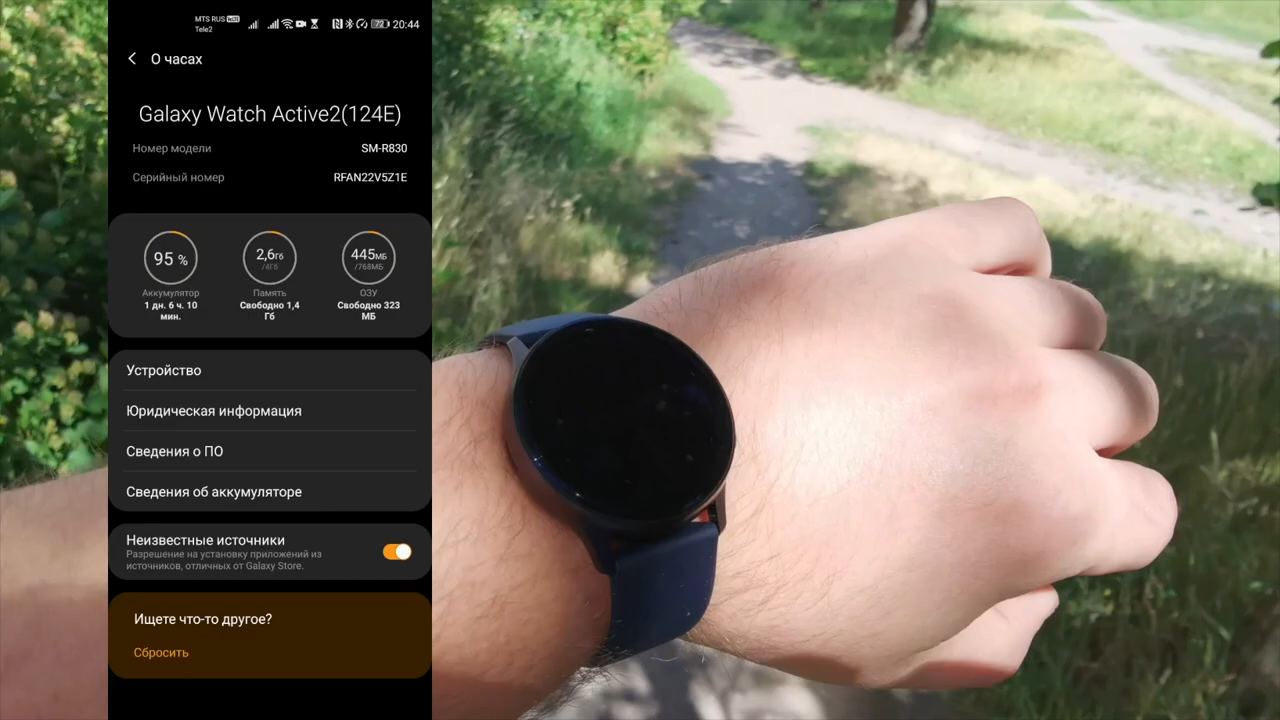 MTS RUS VoLTE
Tele2
72
20:44
О часах
Galaxy Watch Active2(124E)
Номер модели
SM-R830
Серийный номер
RFAN22V5Z1E
95 %
2,6Гб
/4Гб
445МБ
/768МБ
Аккумулятор
Память
ОЗУ
1 дн. 6 ч. 10
мин.
Свободно 1,4
Гб
Свободно 323
МБ
Устройство
Юридическая информация
Сведения о ПО
Сведения об аккумуляторе
Неизвестные источники
Разрешение на установку приложений из
источников, отличных от Galaxy Store.
Ищете что-то другое?
Сбросить